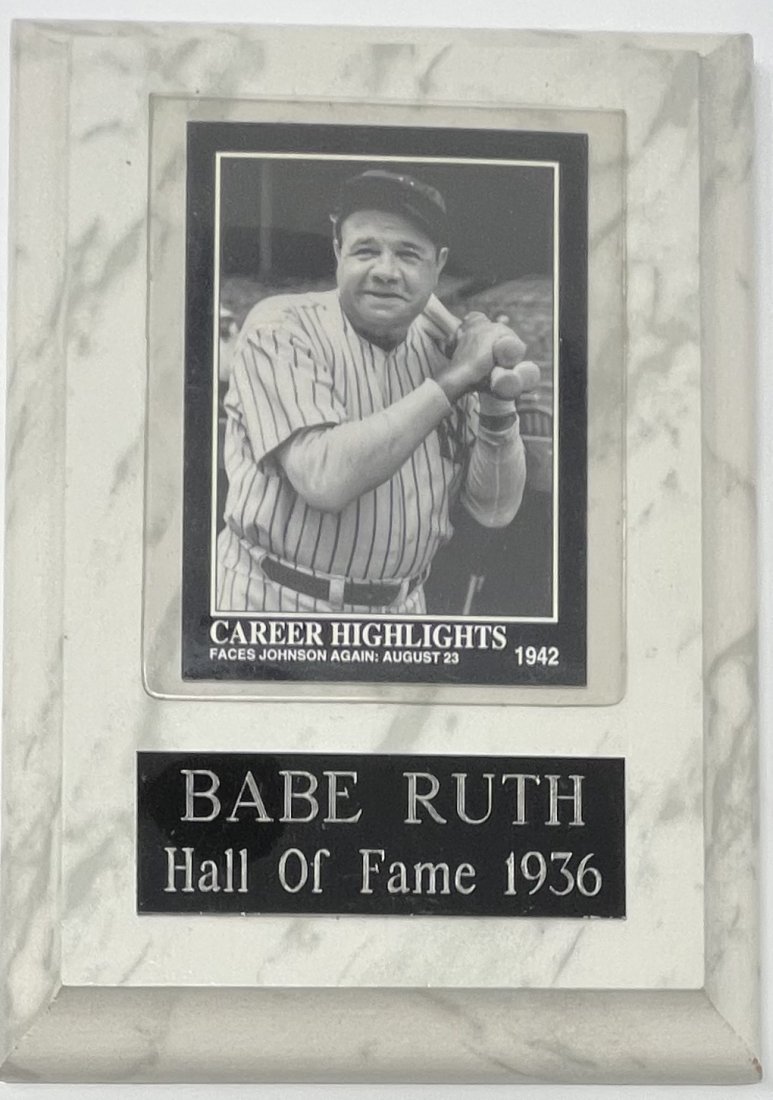 CAREER HIGHLIGHTS
FACES JOHNSON AGAIN: AUGUST 23 1942
BABE RUTH
Hall Of Fame 1936